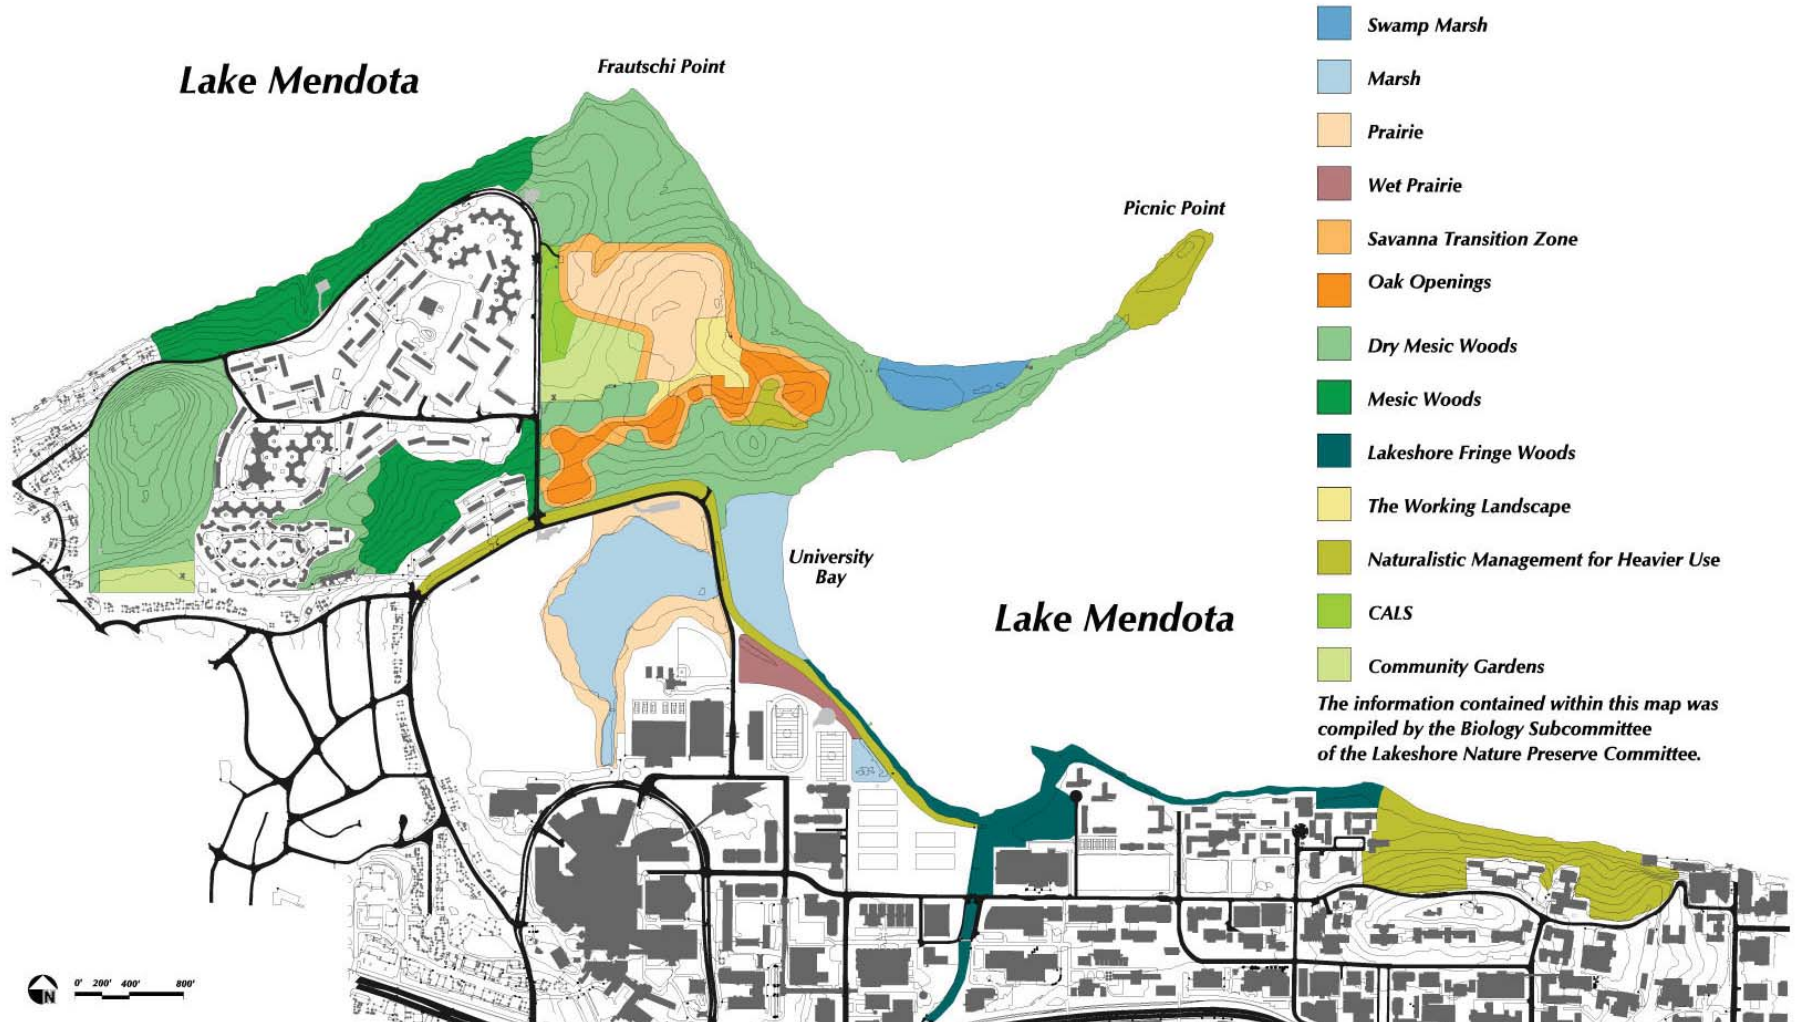 Lake Mendota
Frautschi Point
Picnic Point
University
Bay
Lake Mendota
Swamp Marsh
Marsh
Prairie
Wet Prairie
Savanna Transition Zone
Oak Openings
Dry Mesic Woods
Mesic Woods
Lakeshore Fringe Woods
The Working Landscape
Naturalistic Management for Heavier Use
CALS
Community Gardens
The information contained within this map was
compiled by the Biology Subcommittee
of the Lakeshore Nature Preserve Committee.
N
0' 200' 400' 800'